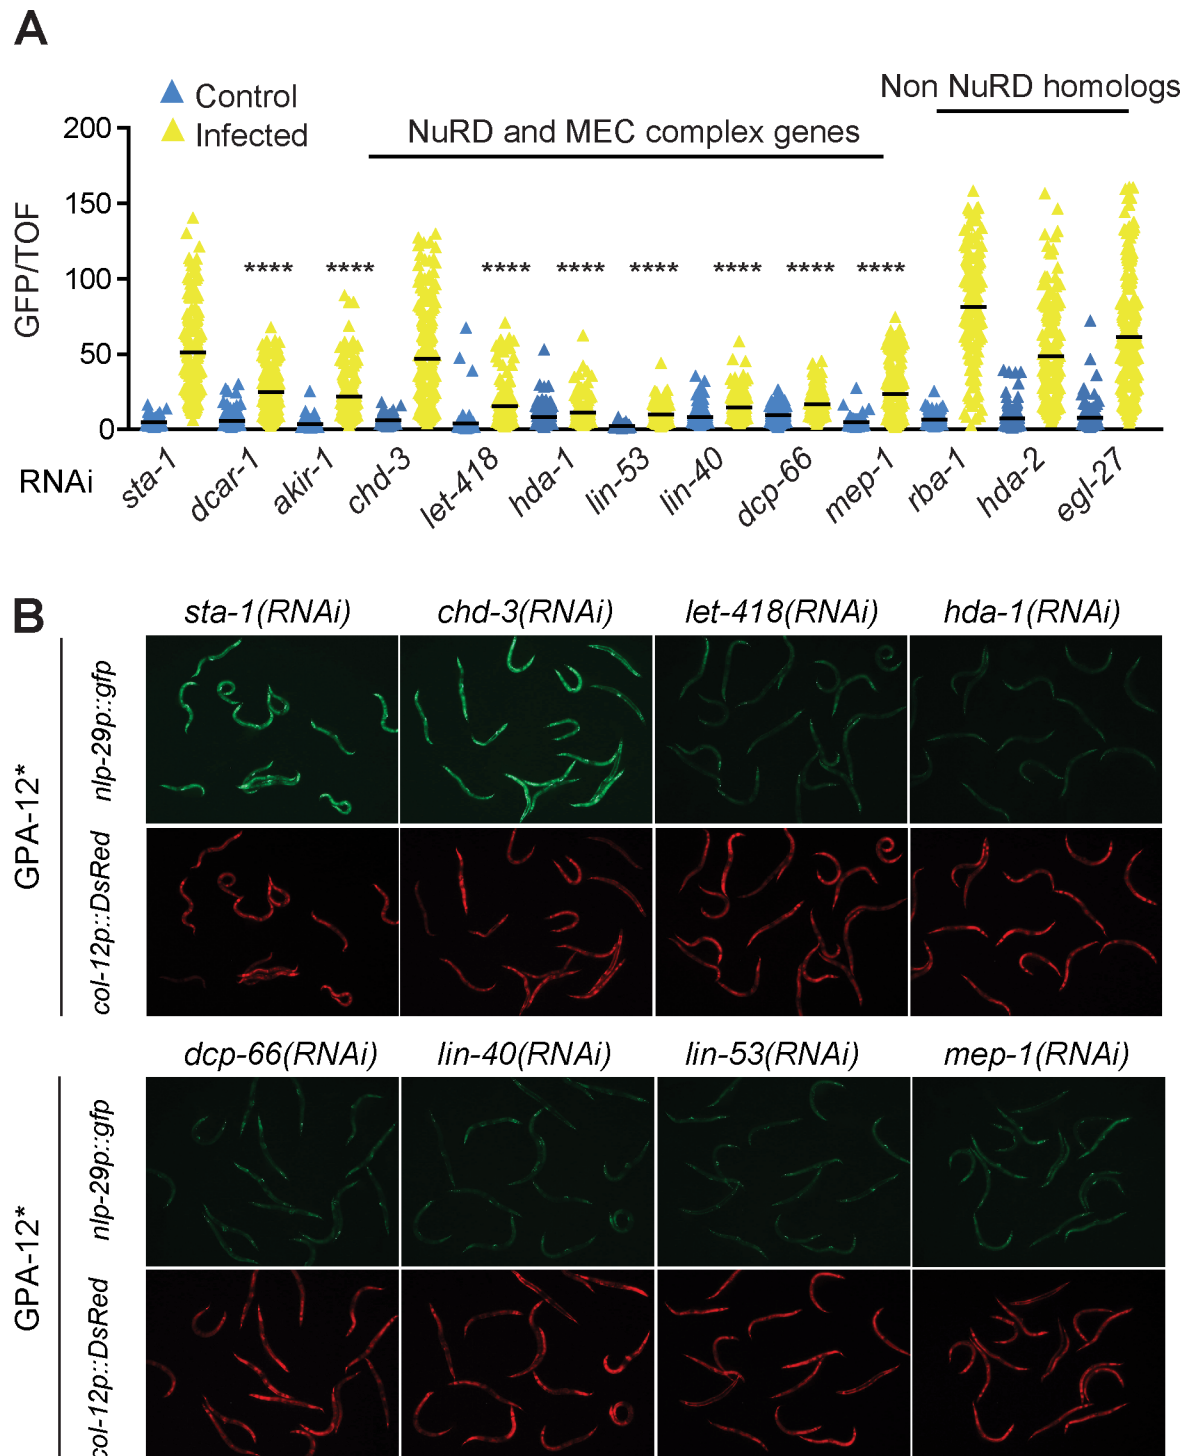 A
Control
Infected
NuRD and MEC complex genes
Non NuRD homologs
GFP/TOF
200
150
100
50
0
**** **** **** **** **** **** **** ****
RNAi
sta-1 dcar-1 akir-1 chd-3 let-418 hda-1 lin-53 lin-40 dcp-66 mep-1 rba-1 hda-2 egl-27
B
sta-1(RNAi) chd-3(RNAi) let-418(RNAi) hda-1(RNAi)
GPA-12*
nlp-29p::gfp
col-12p::DsRed
dcp-66(RNAi) lin-40(RNAi) lin-53(RNAi) mep-1(RNAi)
GPA-12*
nlp-29p::gfp
col-12p::DsRed